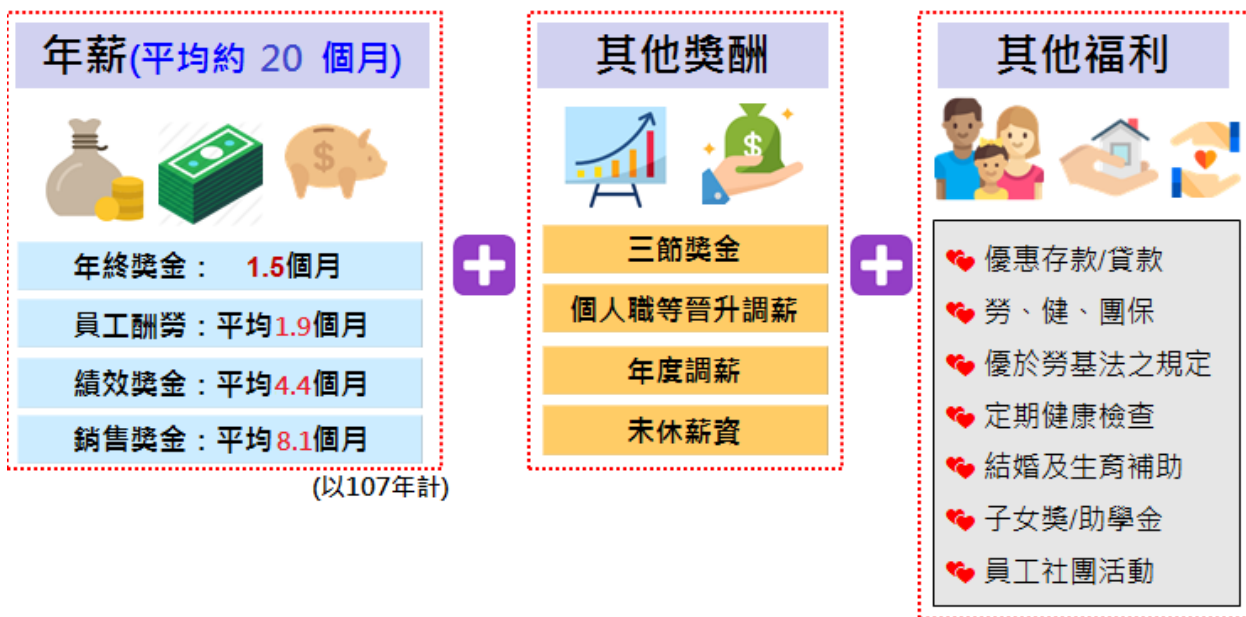 年薪(平均約 20 個月)
年終獎金： 1.5個月
員工酬勞：平均1.9個月
績效獎金：平均4.4個月
銷售獎金：平均8.1個月
(以107年計)
其他獎酬
三節獎金
個人職等晉升調薪
年度調薪
未休薪資
其他福利
優惠存款/貸款
勞、健、團保
優於勞基法之規定
定期健康檢查
結婚及生育補助
子女獎/助學金
員工社團活動